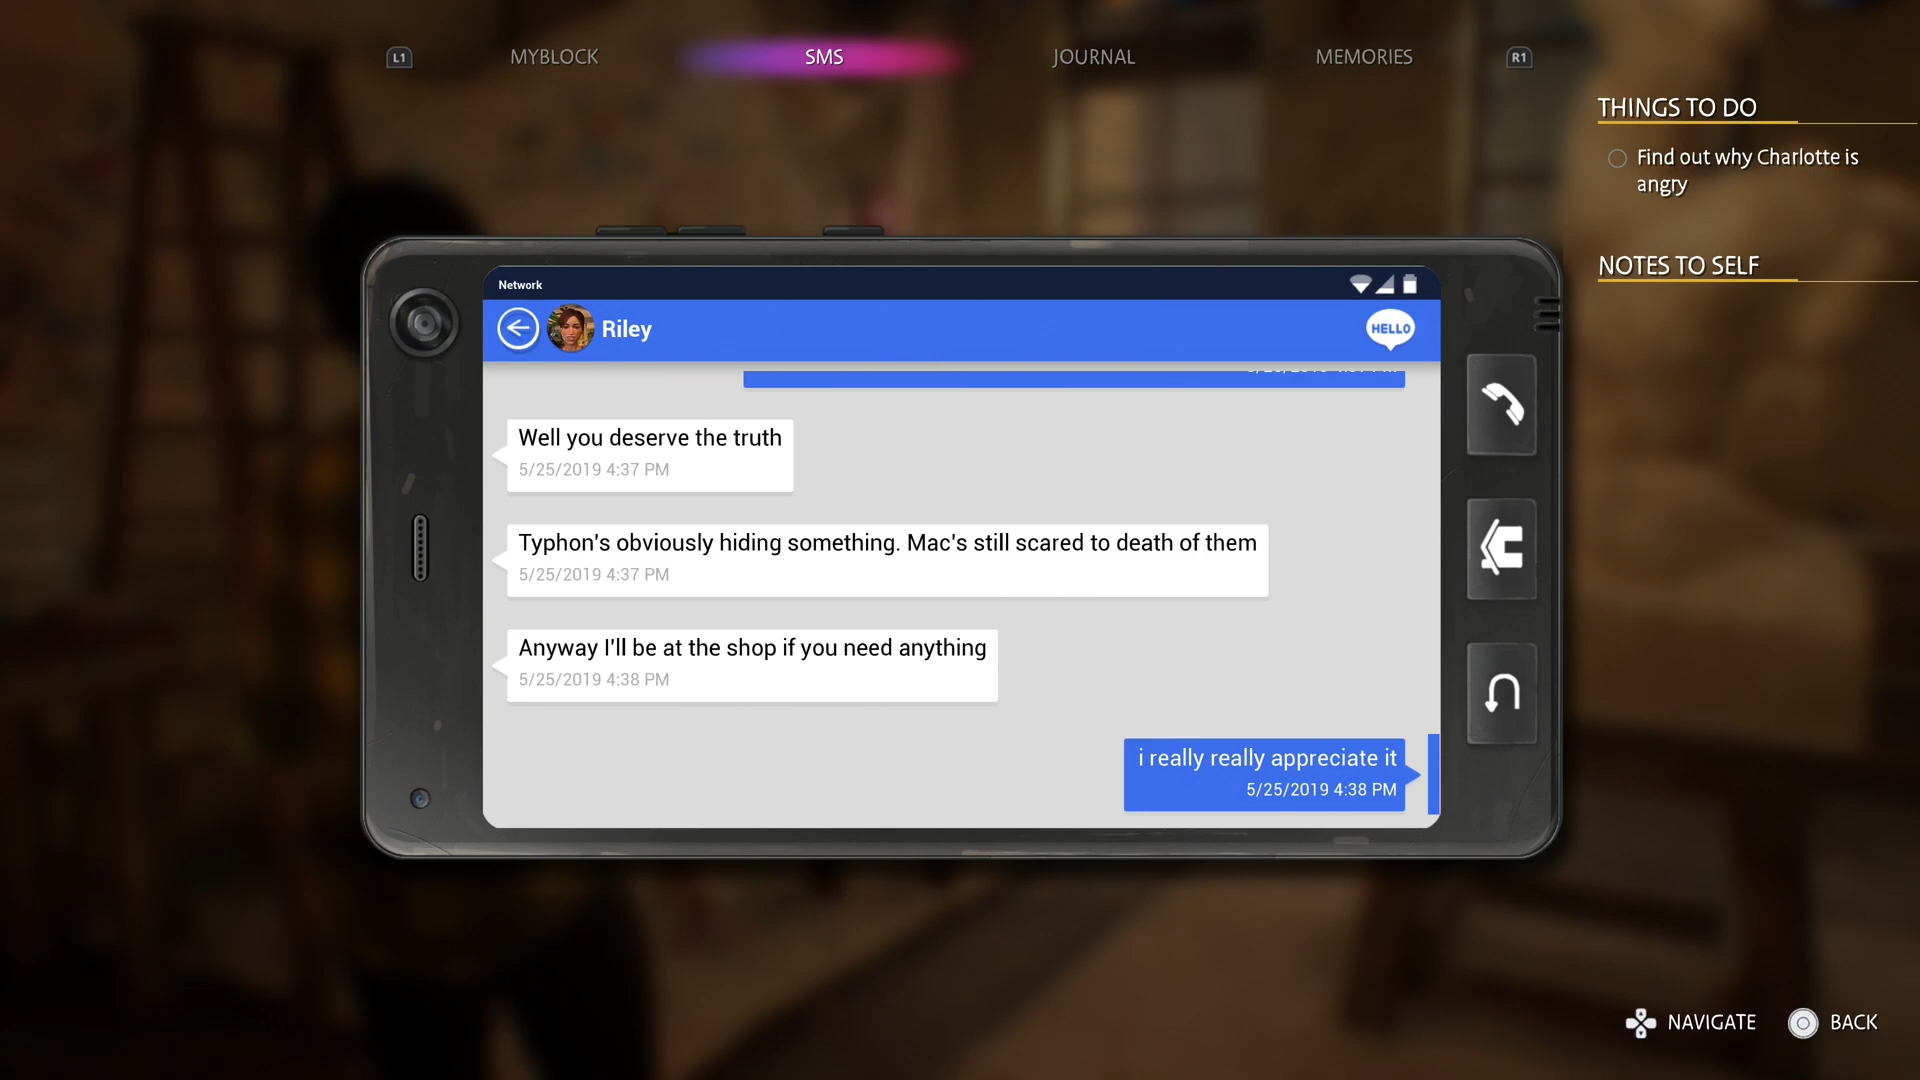 L1
MYBLOCK
SMS
JOURNAL
MEMORIES
R1
THINGS TO DO
Find out why Charlotte is
angry
NOTES TO SELF
Network
Riley
HELLO
Well you deserve the truth
5/25/2019 4:37 PM
Typhon's obviously hiding something. Mac's still scared to death of them
5/25/2019 4:37 PM
Anyway I'll be at the shop if you need anything
5/25/2019 4:38 PM
i really really appreciate it
5/25/2019 4:38 PM
NAVIGATE
BACK